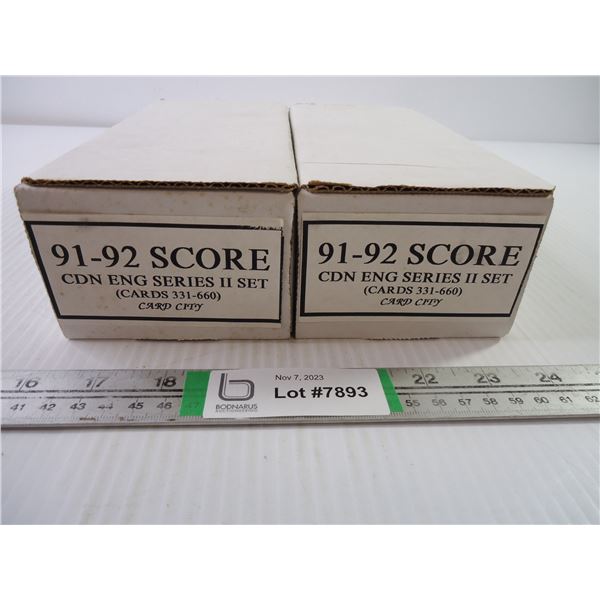 91-92 SCORE
CDN ENG SERIES II SET
(CARDS 331-660)
CARD CITY
91-92 SCORE
CDN ENG SERIES II SET
(CARDS 331-660)
CARD CITY
16 17 18 22 23 24
41 42 43 44 45 46 47 55 56 57 58 59 60 61 62
b
BODNARUS
AUCTIONEERING
Nov 7, 2023
Lot #7893